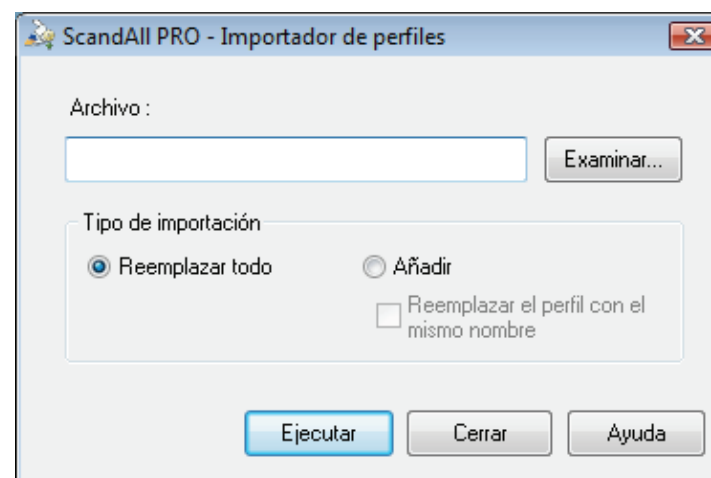 ScandAll PRO - Importador de perfiles
Archivo :
Examinar...
Tipo de importación
Reemplazar todo
Añadir
Reemplazar el perfil con el
mismo nombre
Ejecutar
Cerrar
Ayuda